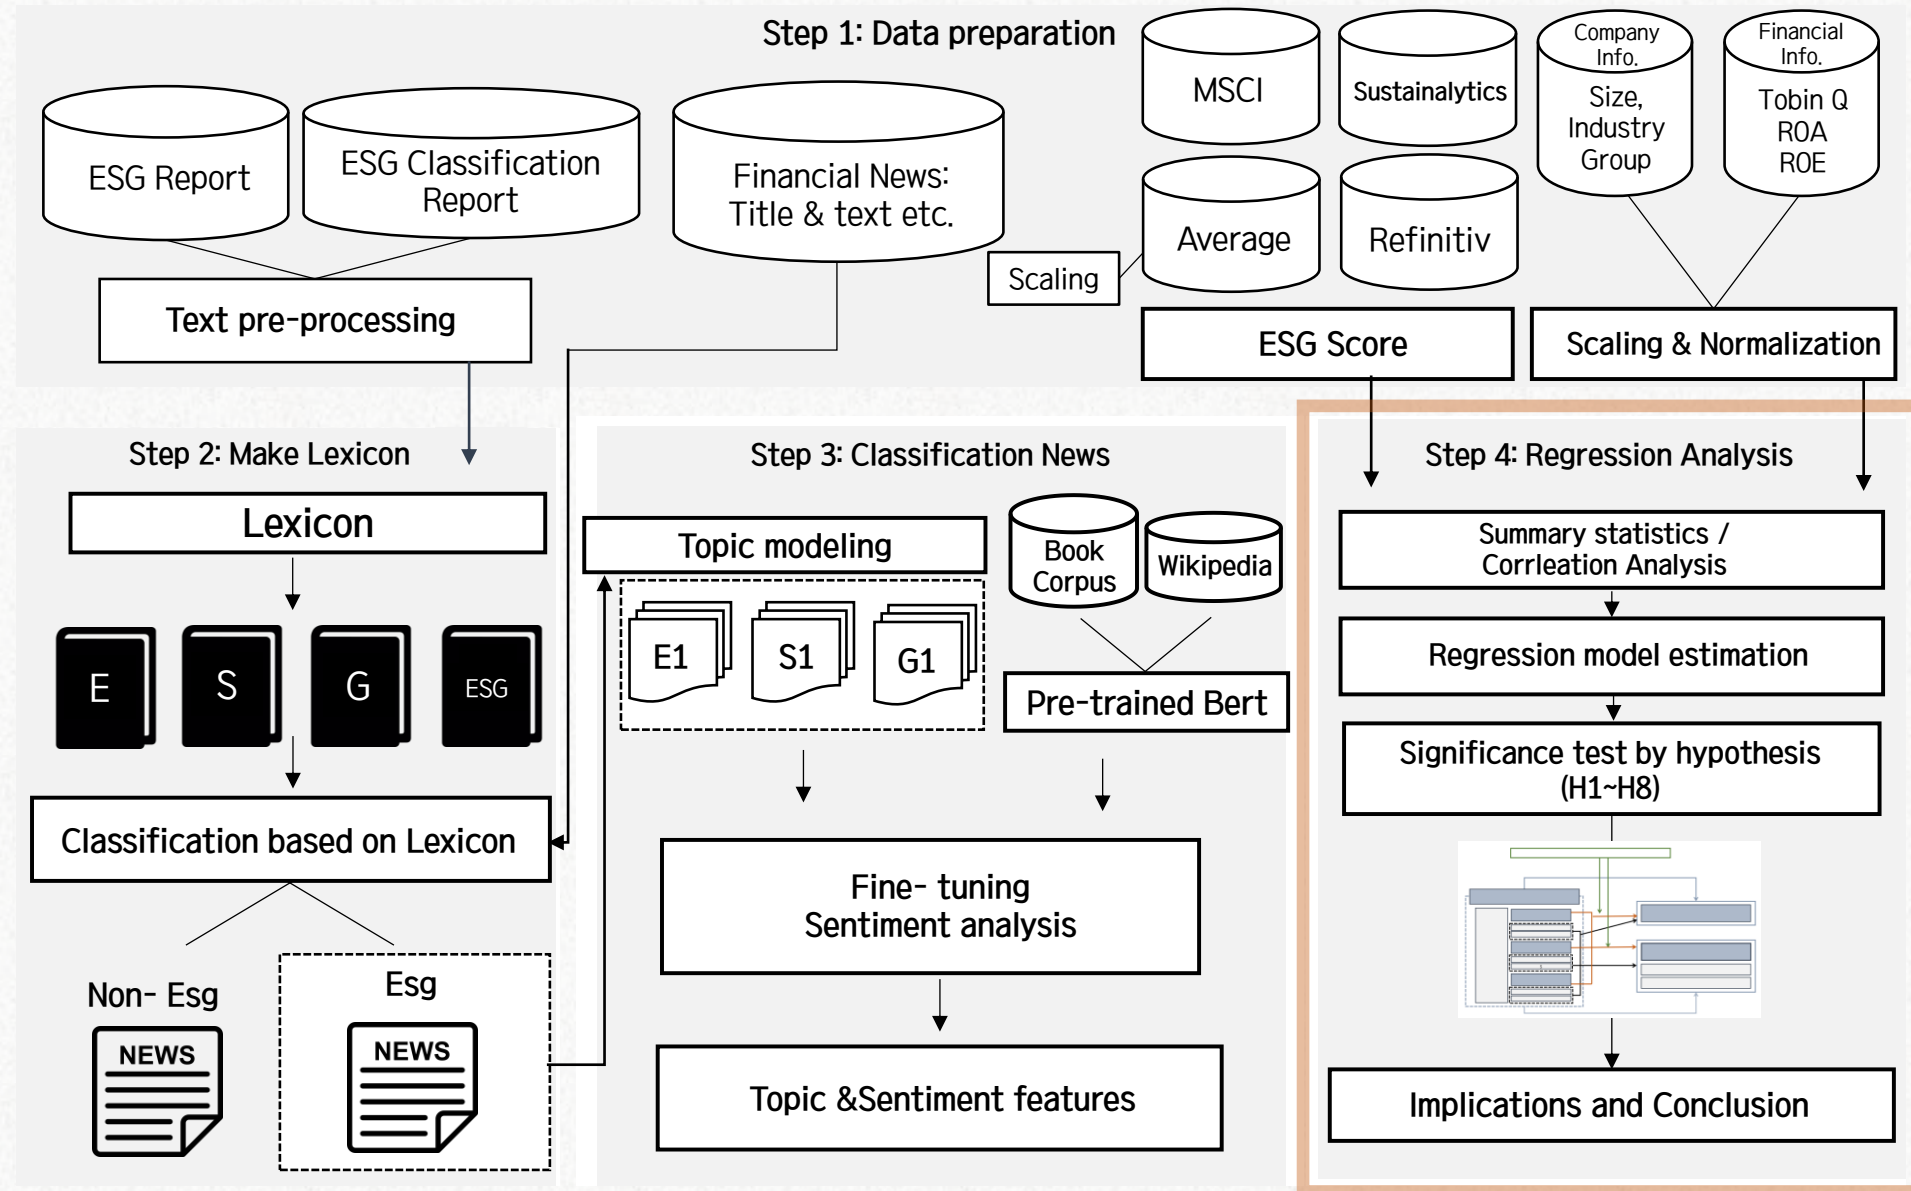 Step 1: Data preparation
ESG Report
ESG Classification
Report
Financial News:
Title & text etc.
MSCI
Sustainalytics
Average
Refinitiv
Company
Info.
Size,
Industry
Group
Financial
Info.
Tobin Q
ROA
ROE
Scaling
Text pre-processing
ESG Score
Scaling & Normalization
Step 2: Make Lexicon
Lexicon
E
S
G
ESG
Classification based on Lexicon
Non- Esg
NEWS
Esg
NEWS
Step 3: Classification News
Topic modeling
E1
S1
G1
Book
Corpus
Wikipedia
Pre-trained Bert
Fine- tuning
Sentiment analysis
Topic &Sentiment features
Step 4: Regression Analysis
Summary statistics /
Corrleation Analysis
Regression model estimation
Significance test by hypothesis
(H1~H8)
Implications and Conclusion